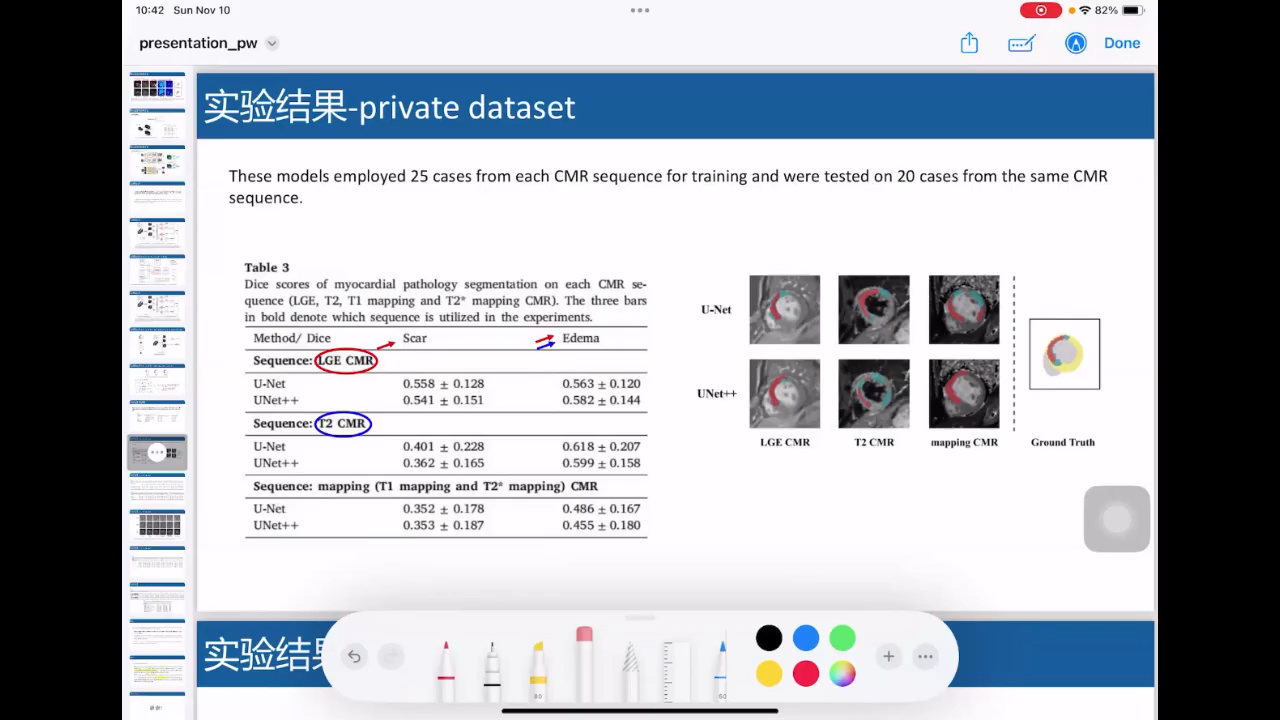 10:42 Sun Nov 10
82%
presentation_pw
Done
实验结果-private dataset
These models employed 25 cases from each CMR sequence for training and were tested on 20 cases from the same CMR
sequence.
Table 3
Dice scores of myocardial pathology segmentation on each CMR se-
quence (LGE, T2, T1 mapping and T2* mapping CMR). The three bars
in bold denote which sequence is utilized in the experiments.
Method/ Dice Scar Edema
Sequence: LGE CMR
U-Net 0.558 ± 0.128 0.615 ± 0.120
UNet++ 0.541 ± 0.151 0.582 ± 0.144
Sequence: T2 CMR
U-Net 0.401 ± 0.228 0.618 ± 0.207
UNet++ 0.362 ± 0.165 0.599 ± 0.158
Sequence: mapping (T1 mapping and T2* mapping) CMR
U-Net 0.352 ± 0.178 0.486 ± 0.167
UNet++ 0.353 ± 0.187 0.455 ± 0.180
U-Net
UNet++
LGE CMR T2 CMR mapping CMR Ground Truth
实验结
80
50